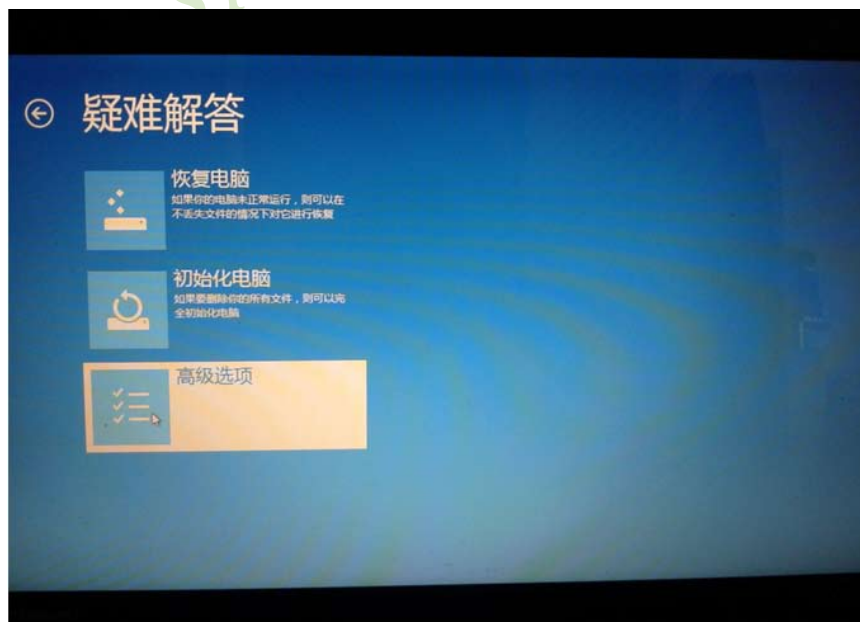 疑难解答
恢复电脑
如果你的电脑未正常运行，则可以在
不丢失文件的情况下对它进行恢复
初始化电脑
如果要删除你的所有文件，则可以完
全初始化电脑
高级选项